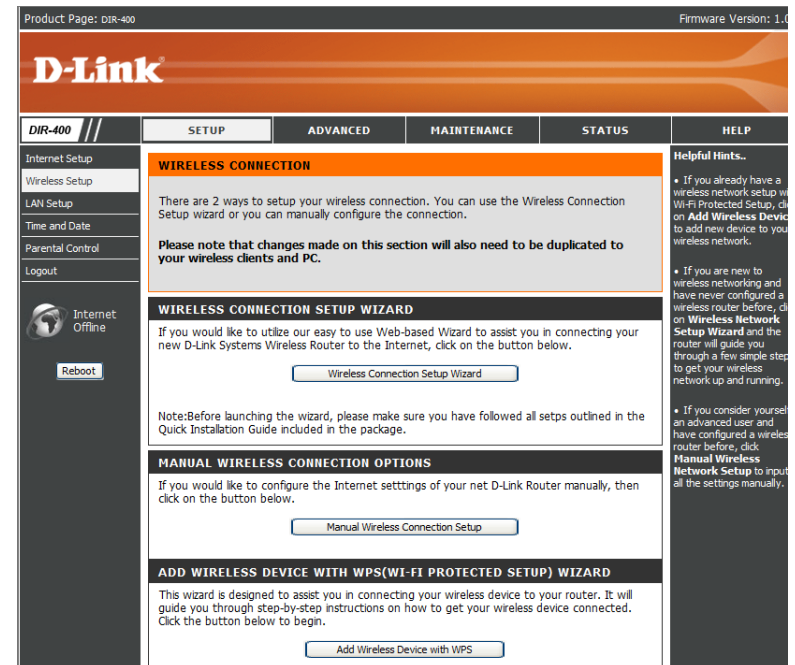 Product Page: DIR-400
Firmware Version: 1.0
D-Link
DIR-400
SETUP
ADVANCED
MAINTENANCE
STATUS
HELP
Internet Setup
Wireless Setup
LAN Setup
Time and Date
Parental Control
Logout
Internet
Offline
Reboot
WIRELESS CONNECTION
There are 2 ways to setup your wireless connection. You can use the Wireless Connection
Setup wizard or you can manually configure the connection.
Please note that changes made on this section will also need to be duplicated to
your wireless clients and PC.
WIRELESS CONNECTION SETUP WIZARD
If you would like to utilize our easy to use Web-based Wizard to assist you in connecting your
new D-Link Systems Wireless Router to the Internet, click on the button below.
Wireless Connection Setup Wizard
Note:Before launching the wizard, please make sure you have followed all setps outlined in the
Quick Installation Guide included in the package.
MANUAL WIRELESS CONNECTION OPTIONS
If you would like to configure the Internet setttings of your net D-Link Router manually, then
click on the button below.
Manual Wireless Connection Setup
ADD WIRELESS DEVICE WITH WPS(WI-FI PROTECTED SETUP) WIZARD
This wizard is designed to assist you in connecting your wireless device to your router. It will
guide you through step-by-step instructions on how to get your wireless device connected.
Click the button below to begin.
Add Wireless Device with WPS
Helpful Hints..
• If you already have a
wireless network setup wi
Wi-Fi Protected Setup, cli
on Add Wireless Devic
to add new device to you
wireless network.
• If you are new to
wireless networking and
have never configured a
wireless router before, cli
on Wireless Network
Setup Wizard and the
router will guide you
through a few simple step
to get your wireless
network up and running.
• If you consider yoursel
an advanced user and
have configured a wireles
router before, click
Manual Wireless
Network Setup to input
all the settings manually.